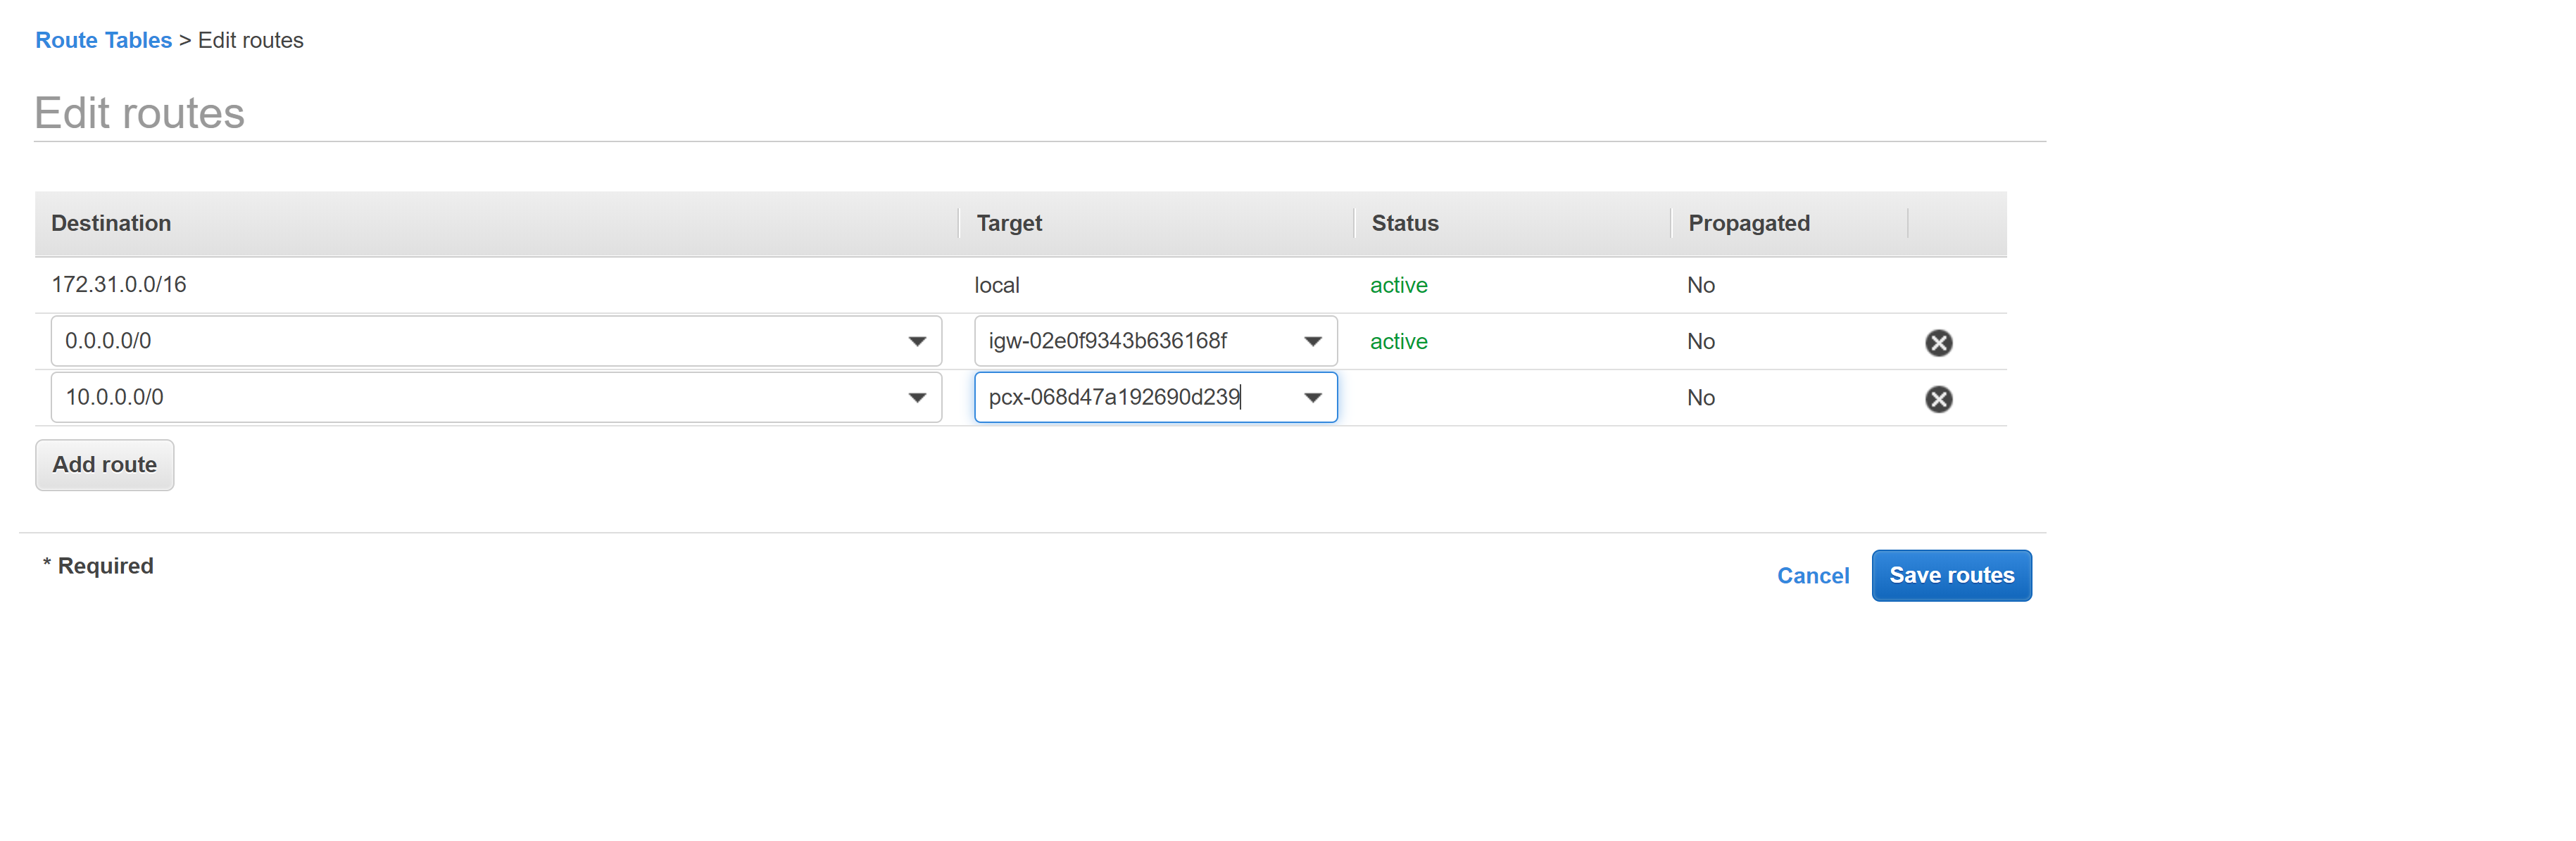 Route Tables > Edit routes
Edit routes
Destination Target Status Propagated
172.31.0.0/16 local active No
0.0.0.0/0 igw-02e0f9343b636168f active No
10.0.0.0/0 pcx-068d47a192690d239 No
Add route
* Required
Cancel Save routes